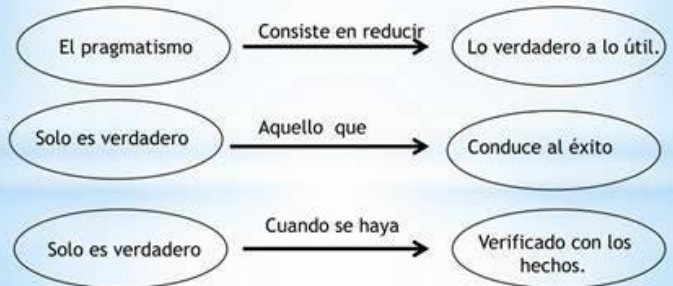 El pragmatismo
Consiste en reducir
Lo verdadero a lo útil.
Solo es verdadero
Aquello que
Conduce al éxito
Solo es verdadero
Cuando se haya
Verificado con los
hechos.